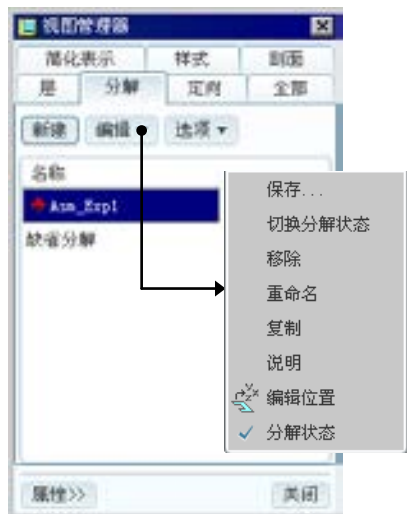 视图管理器
简化表示 样式 剖面
层 分解 定向 全部
新建 编辑 选项
名称
Asm_Exp1
缺省分解
保存...
切换分解状态
移除
重命名
复制
说明
编辑位置
分解状态
属性>>
关闭